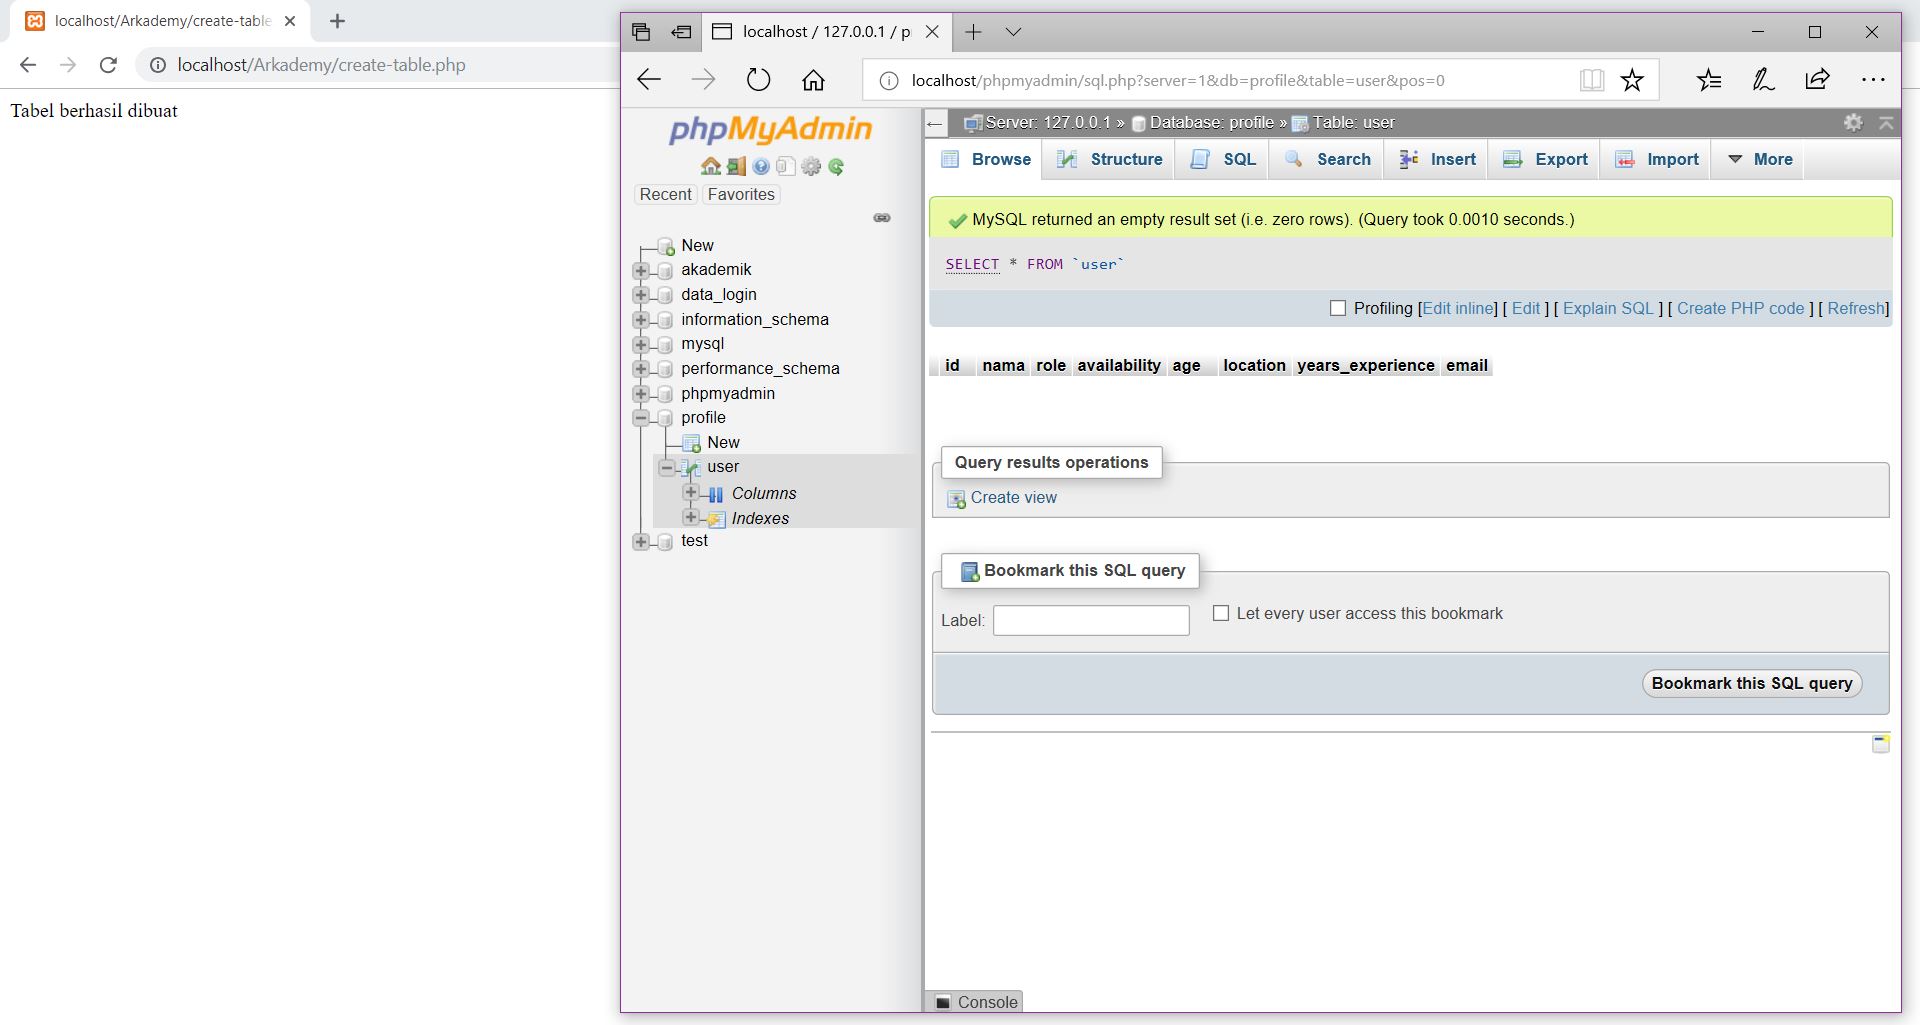 localhost/Arkademy/create-table
localhost/Arkademy/create-table.php
Tabel berhasil dibuat
localhost / 127.0.0.1 / p
localhost/phpmyadmin/sql.php?server=1&db=profile&table=user&pos=0
phpMyAdmin
Recent Favorites
New
akademik
data_login
information_schema
mysql
performance_schema
phpmyadmin
profile
New
user
Columns
Indexes
test
Server: 127.0.0.1 » Database: profile » Table: user
Browse Structure SQL Search Insert Export Import More
MySQL returned an empty result set (i.e. zero rows). (Query took 0.0010 seconds.)
SELECT * FROM `user`
Profiling [Edit inline] [ Edit ] [ Explain SQL ] [ Create PHP code ] [ Refresh]
id nama role availability age location years_experience email
Query results operations
Create view
Bookmark this SQL query
Label: Let every user access this bookmark
Bookmark this SQL query
Console